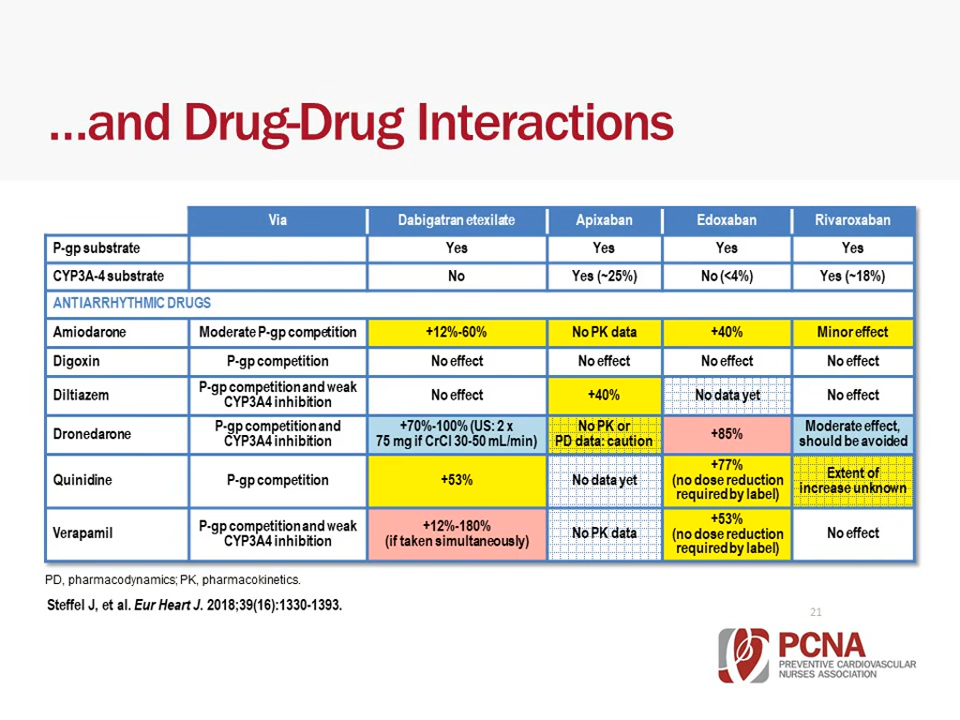 ...and Drug-Drug Interactions
Via Dabigatran etexilate Apixaban Edoxaban Rivaroxaban
P-gp substrate Yes Yes Yes Yes
CYP3A-4 substrate No Yes (~25%) No (<4%) Yes (~18%)
ANTIARRHYTHMIC DRUGS
Amiodarone Moderate P-gp competition +12%-60% No PK data +40% Minor effect
Digoxin P-gp competition No effect No effect No effect No effect
Diltiazem P-gp competition and weak CYP3A4 inhibition No effect +40% No data yet No effect
Dronedarone P-gp competition and CYP3A4 inhibition +70%-100% (US: 2 x 75 mg if CrCl 30-50 mL/min) No PK or PD data: caution +85% Moderate effect, should be avoided
Quinidine P-gp competition +53% No data yet +77% (no dose reduction required by label) Extent of increase unknown
Verapamil P-gp competition and weak CYP3A4 inhibition +12%-180% (if taken simultaneously) No PK data +53% (no dose reduction required by label) No effect
PD, pharmacodynamics; PK, pharmacokinetics.
Steffel J, et al. Eur Heart J. 2018;39(16):1330-1393.
21
PCNA
PREVENTIVE CARDIOVASCULAR
NURSES ASSOCIATION